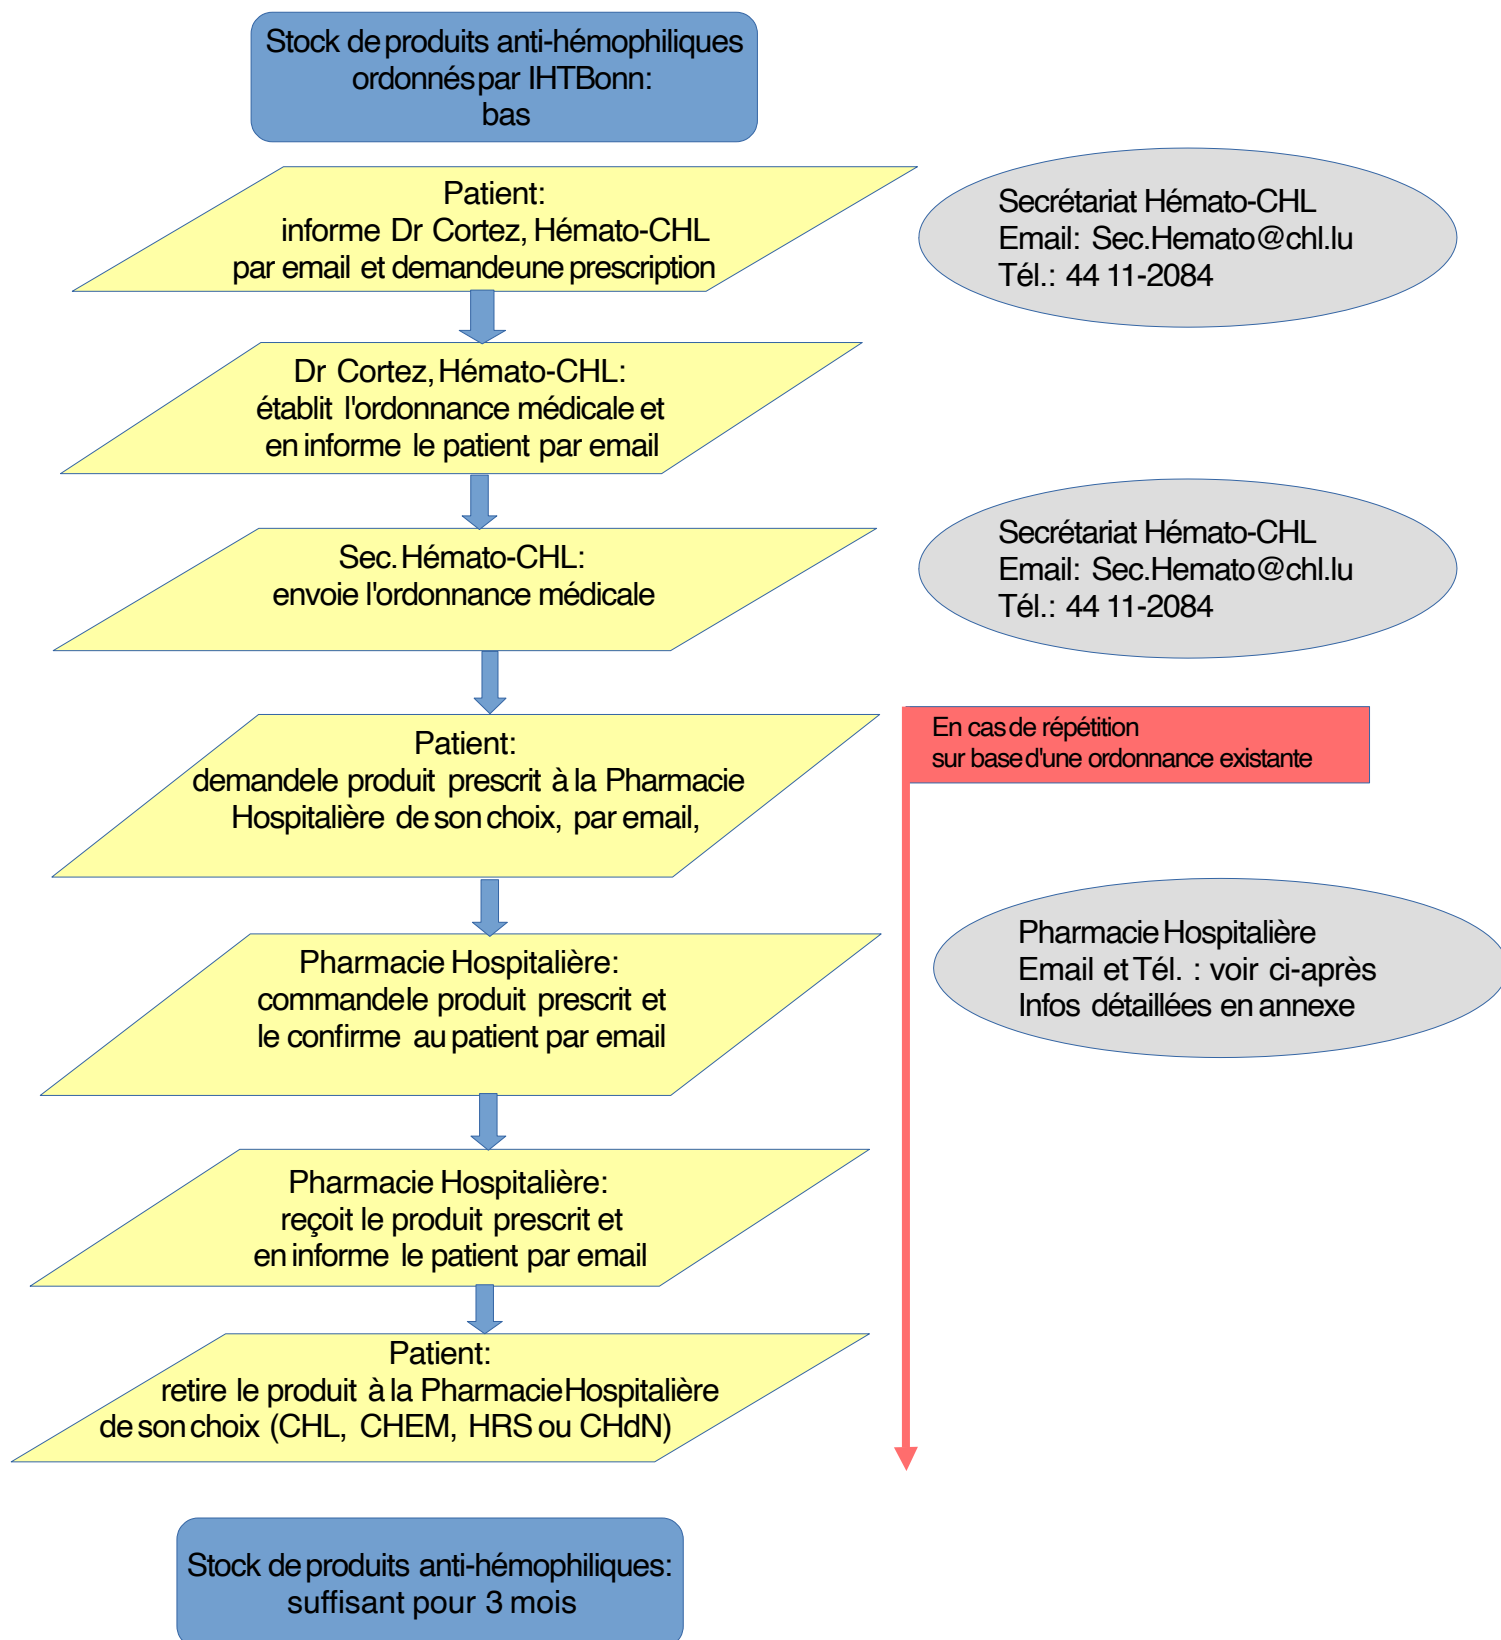 Stock de produits anti-hémophiliques
ordonnés par IHTBonn:
bas
Patient:
informe Dr Cortez, Hémato-CHL
par email et demande une prescription
Secrétariat Hémato-CHL
Email: Sec.Hemato@chl.lu
Tél.: 44 11-2084
Dr Cortez, Hémato-CHL:
établit l'ordonnance médicale et
en informe le patient par email
Sec. Hémato-CHL:
envoie l'ordonnance médicale
Secrétariat Hémato-CHL
Email: Sec.Hemato@chl.lu
Tél.: 44 11-2084
En cas de répétition
sur base d'une ordonnance existante
Patient:
demande le produit prescrit à la Pharmacie
Hospitalière de son choix, par email,
Pharmacie Hospitalière:
commande le produit prescrit et
le confirme au patient par email
Pharmacie Hospitalière
Email et Tél. : voir ci-après
Infos détaillées en annexe
Pharmacie Hospitalière:
reçoit le produit prescrit et
en informe le patient par email
Patient:
retire le produit à la Pharmacie Hospitalière
de son choix (CHL, CHEM, HRS ou CHdN)
Stock de produits anti-hémophiliques:
suffisant pour 3 mois